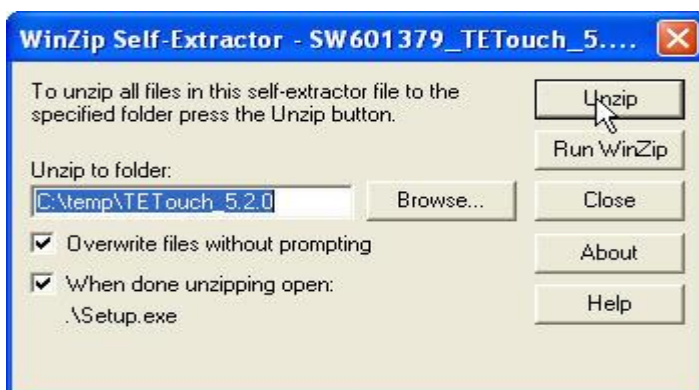 WinZip Self-Extractor - SW601379_TETouch_5....
To unzip all files in this self-extractor file to the
specified folder press the Unzip button.
Unzip to folder:
C:\temp\TETouch_5.2.0
Browse...
Overwrite files without prompting
When done unzipping open:
.\Setup.exe
Unzip
Run WinZip
Close
About
Help